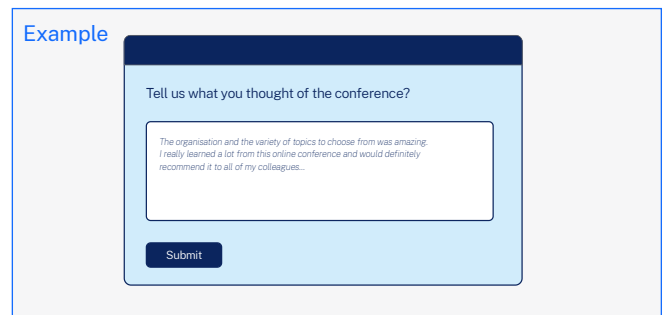 Example
Tell us what you thought of the conference?
The organisation and the variety of topics to choose from was amazing.
I really learned a lot from this online conference and would definitely
recommend it to all of my colleagues...
Submit